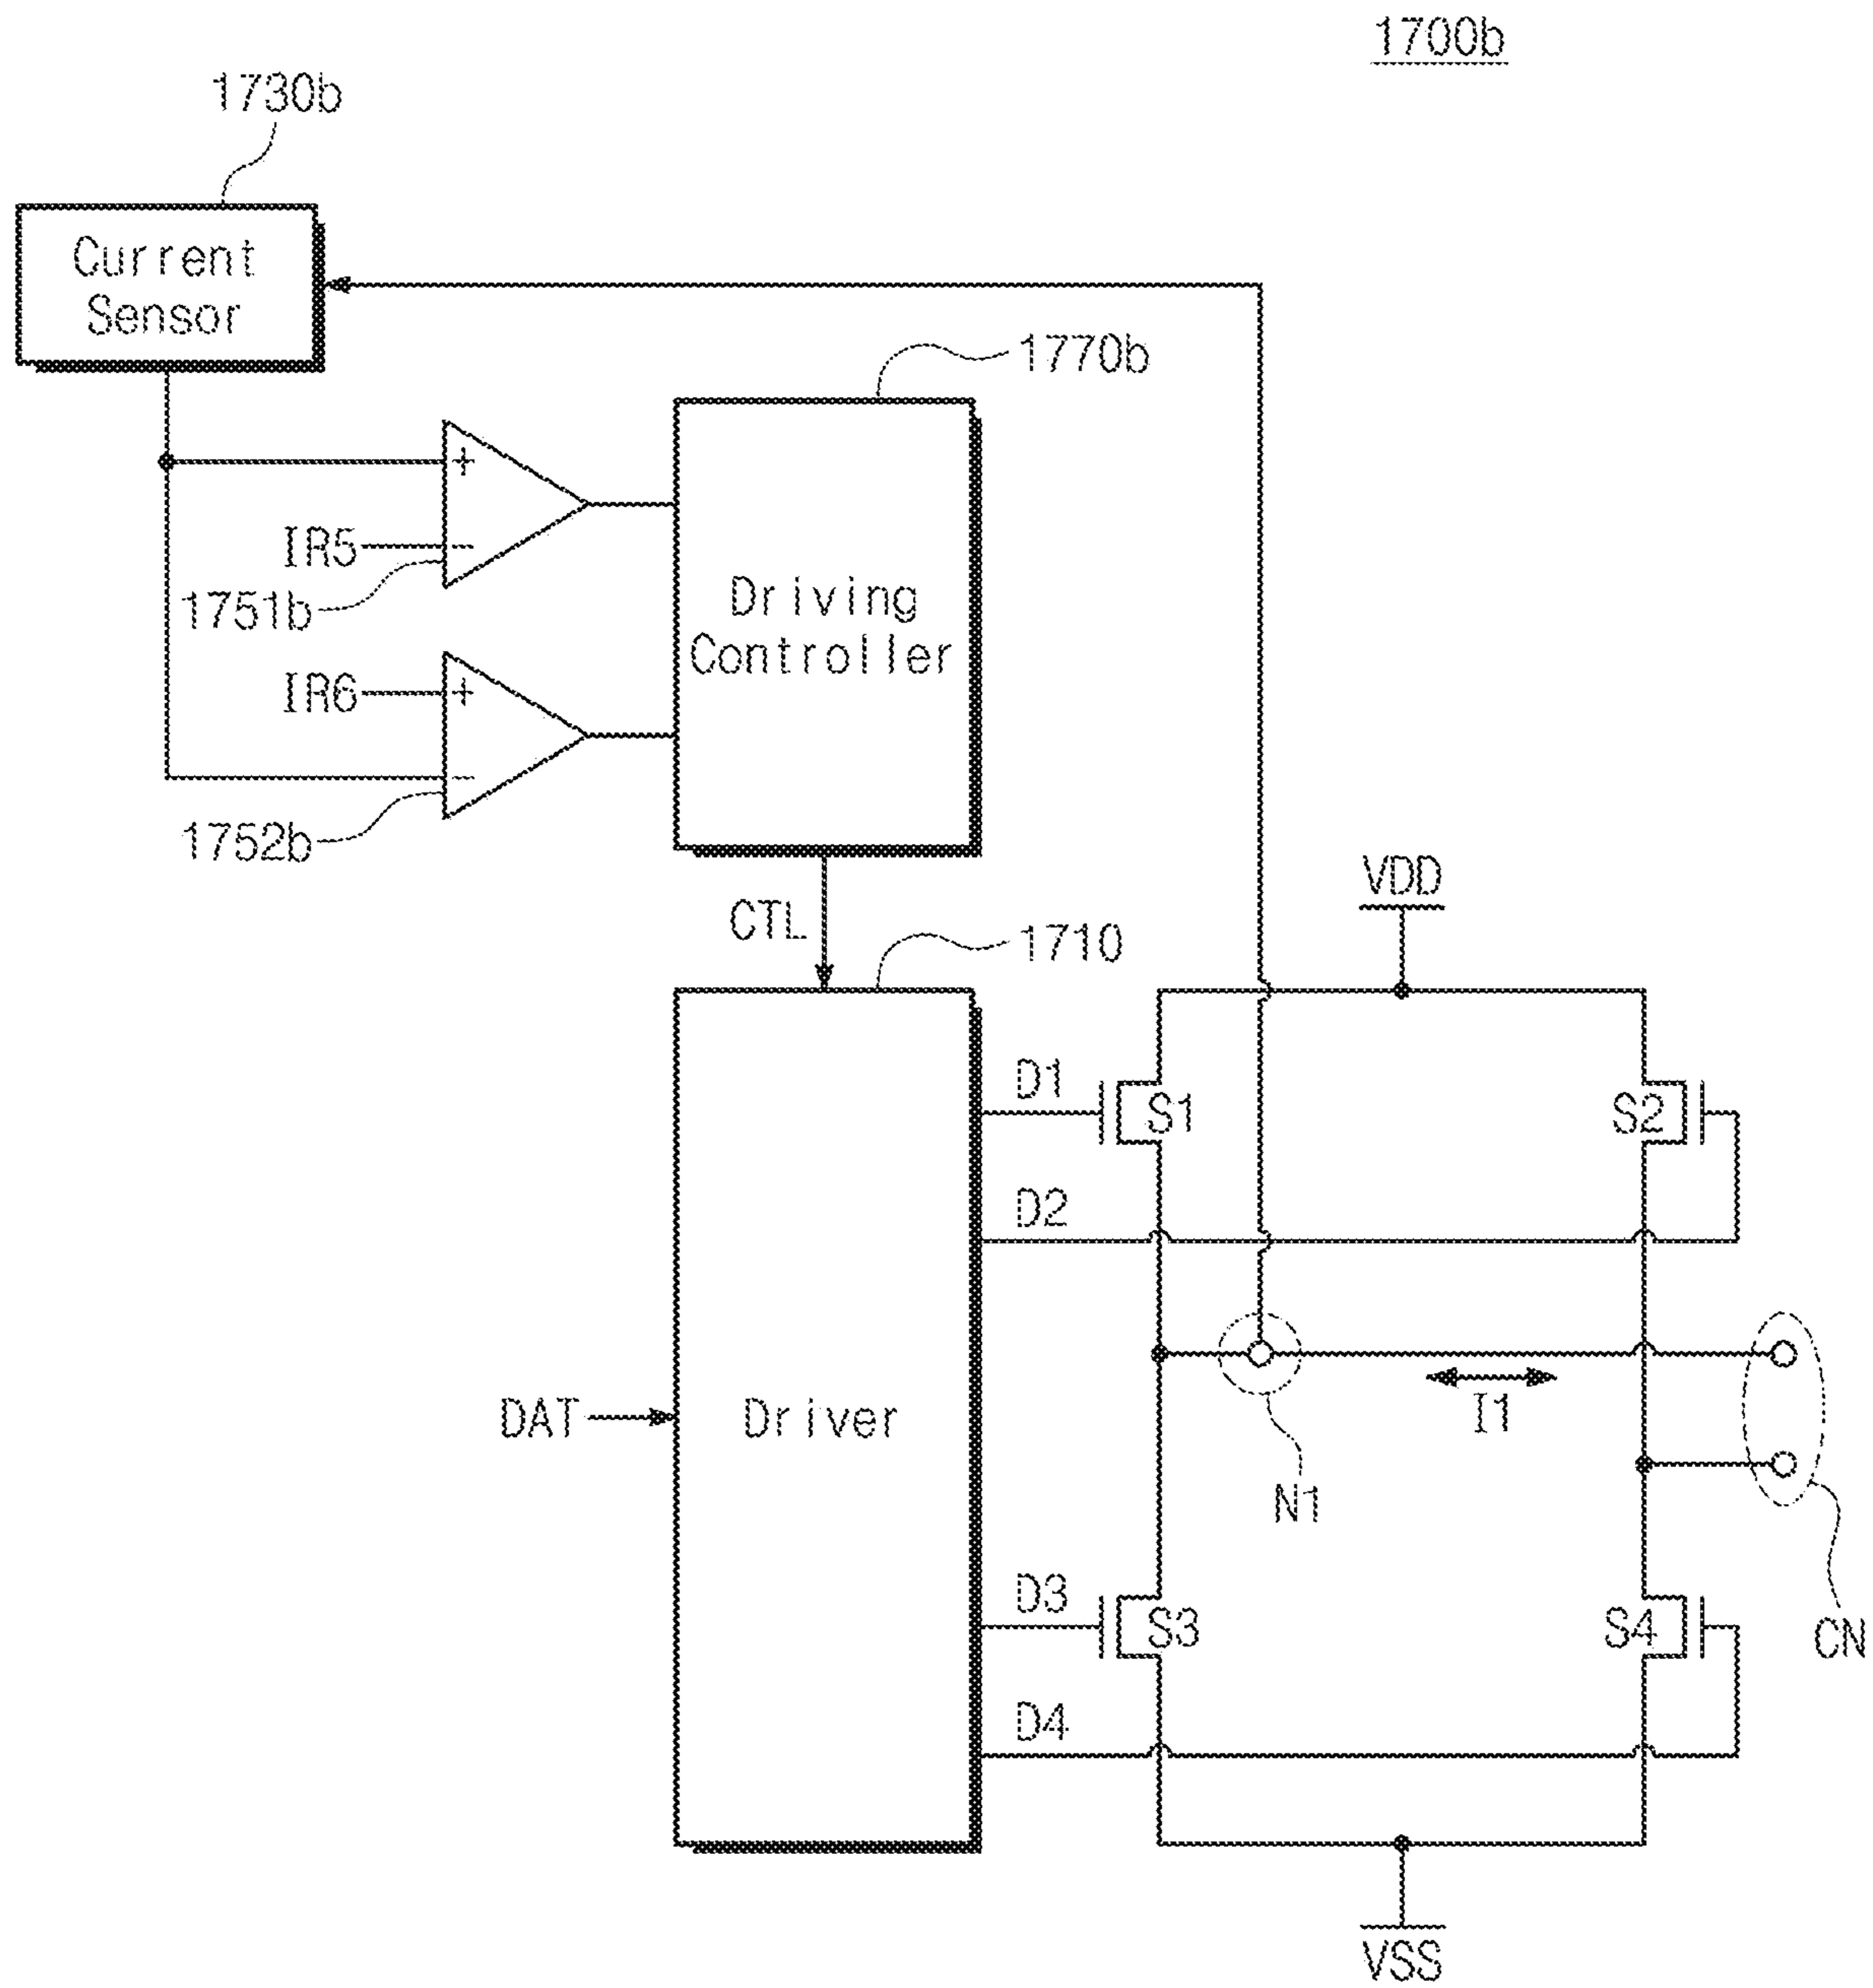 1700b
1730b
Current
Sensor
1770b
+
IR5
-
1751b
Driving
Controller
IR6
+
-
1752b
CTL
VDD
1710
D1
S1
S2
D2
DAT
Driver
I1
N1
D3
S3
S4
CN
D4
VSS